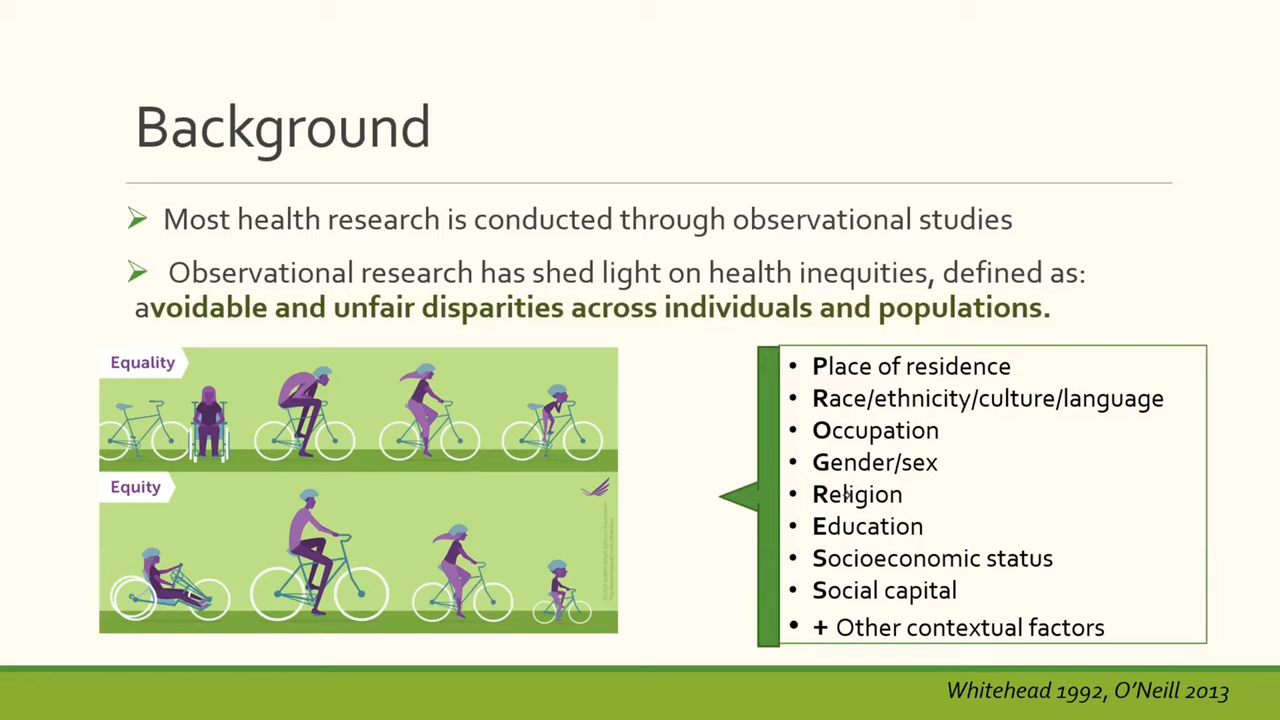 Background
Most health research is conducted through observational studies
Observational research has shed light on health inequities, defined as:
avoidable and unfair disparities across individuals and populations.
Equality
Equity
• Place of residence
• Race/ethnicity/culture/language
• Occupation
• Gender/sex
• Religion
• Education
• Socioeconomic status
• Social capital
• + Other contextual factors
Whitehead 1992, O’Neill 2013